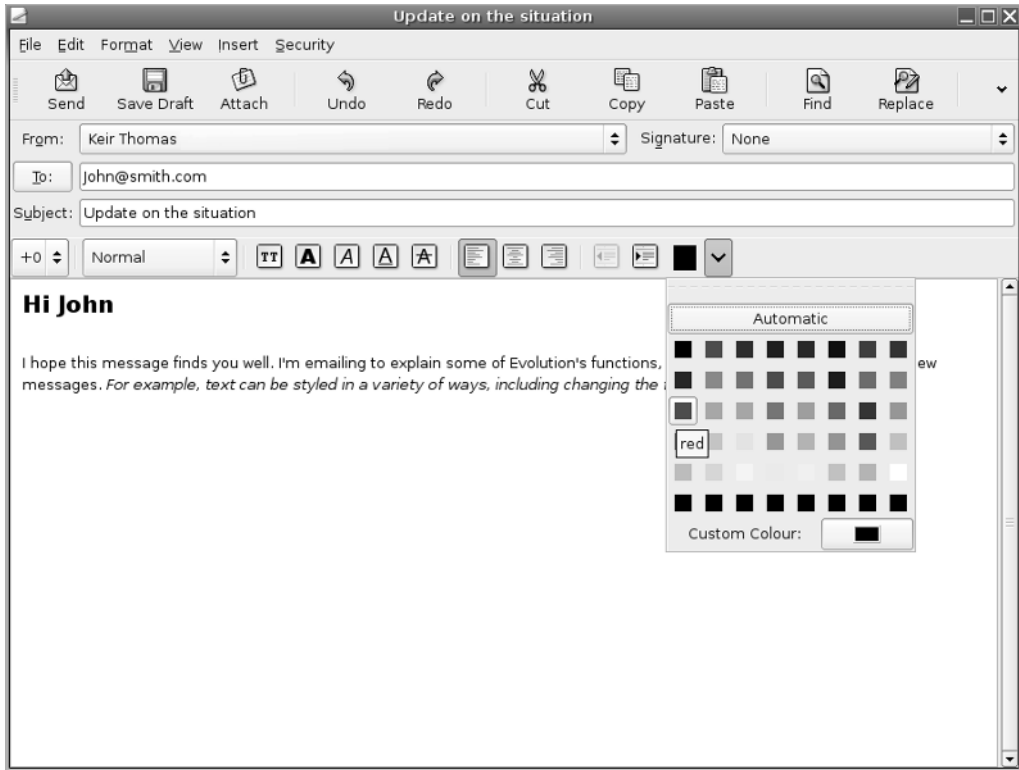 Update on the situation
File Edit Format View Insert Security
Send Save Draft Attach Undo Redo Cut Copy Paste Find Replace
From: Keir Thomas Signature: None
To: John@smith.com
Subject: Update on the situation
+0 Normal TT A A A A
Hi John
Automatic
I hope this message finds you well. I'm emailing to explain some of Evolution's functions, ew
messages. For example, text can be styled in a variety of ways, including changing the
red
Custom Colour: